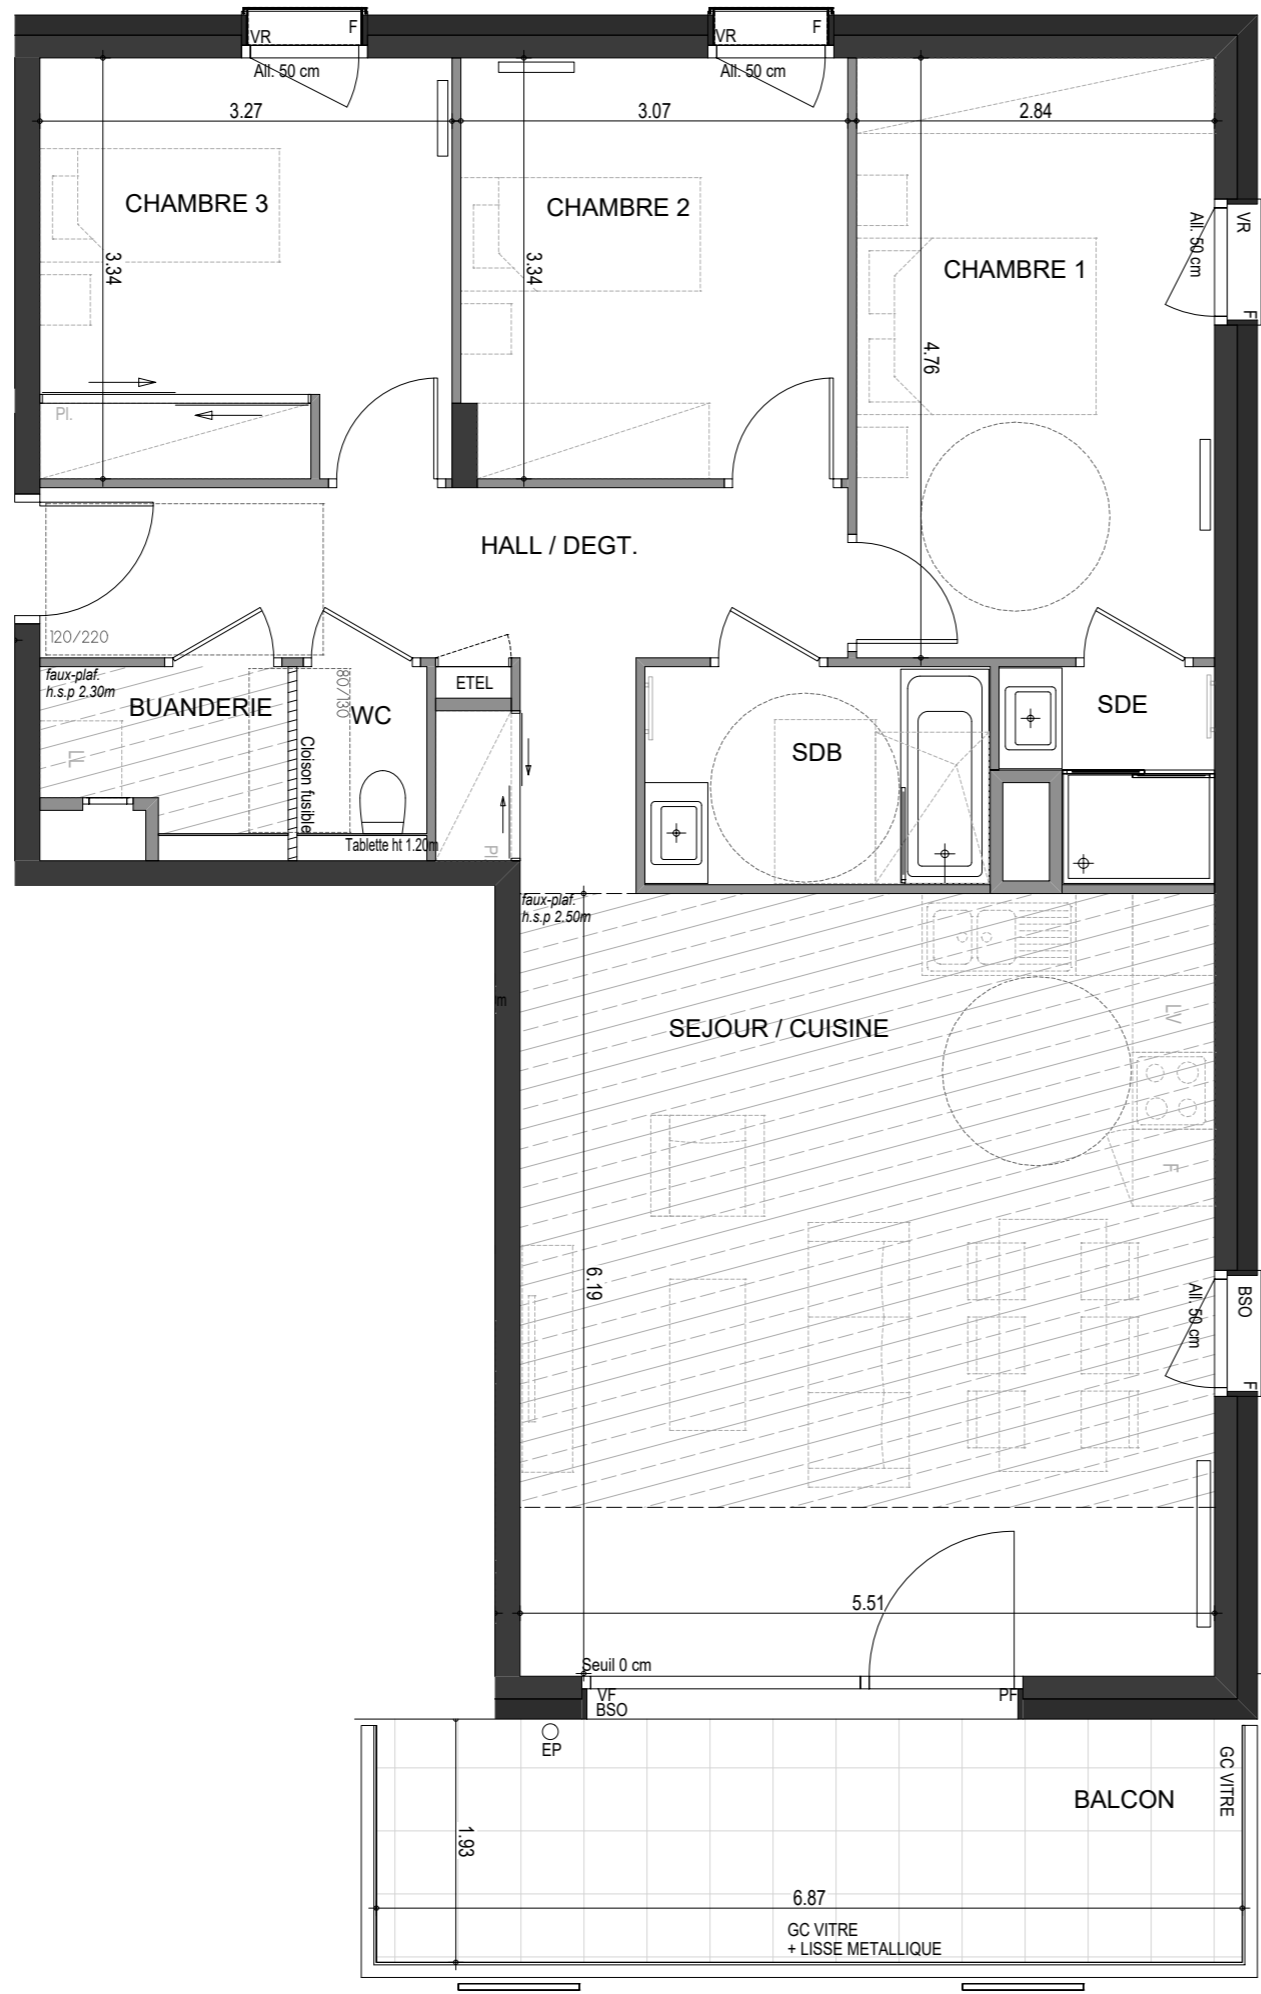 VR
F
VR
F
All. 50 cm
All. 50 cm
3.27
3.07
2.84
CHAMBRE 3
CHAMBRE 2
VR
All. 50 cm
F
3.34
3.34
CHAMBRE 1
4.76
Pl.
HALL / DEGT.
120/220
faux-plaf.
h.s.p 2.30m
BUANDERIE
80/130
WC
ETEL
SDE
LL
Cloison fusible
SDB
Tablette ht 1.20m
Pl
faux-plaf.
h.s.p 2.50m
m
SEJOUR / CUISINE
LV
F
6.19
BSO
All. 50 cm
F
5.51
Seuil 0 cm
VF
BSO
PF
EP
GC VITRE
BALCON
1.93
6.87
GC VITRE
+ LISSE METALLIQUE